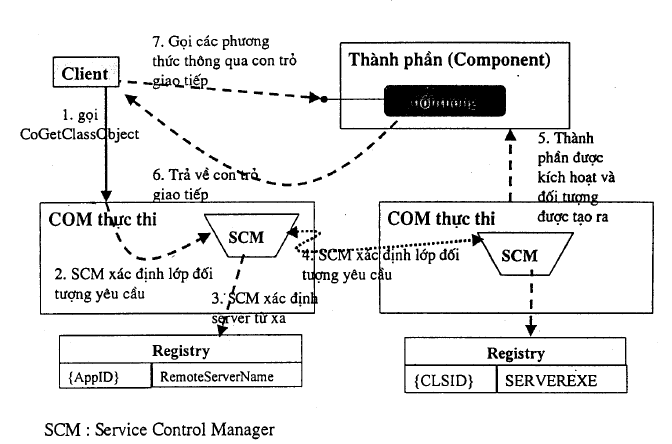 7. Gọi các phương
thức thông qua con trỏ
giao tiếp
Client
Thành phần (Component)
1. gọi
CoGetClassObject
5. Thành
phần được
kích hoạt và
đối tượng
được tạo ra
6. Trả về con trỏ
giao tiếp
COM thực thi
SCM
COM thực thi
SCM
2. SCM xác định lớp đối
tượng yêu cầu
4. SCM xác định lớp đối
tượng yêu cầu
3. SCM xác định
server từ xa
Registry
{AppID} RemoteServerName
Registry
{CLSID} SERVEREXE
SCM : Service Control Manager